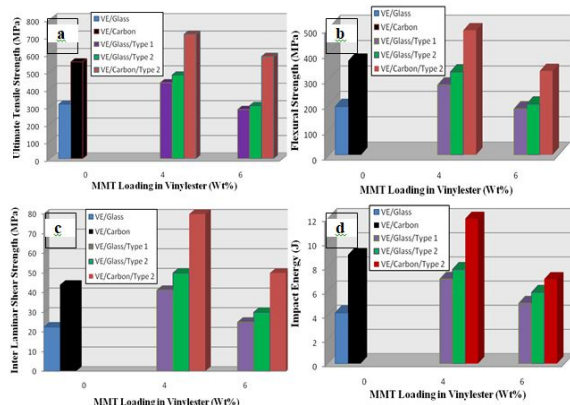 a
Ultimate Tensile Strength (MPa)
800
700
600
500
400
300
200
100
0
VE/Glass
VE/Carbon
VE/Glass/Type 1
VE/Glass/Type 2
VE/Carbon/Type 2
0 4 6
MMT Loading in Vinylester (Wt%)
b
Flexural Strength (MPa)
500
400
300
200
100
0
VE/Glass
VE/Carbon
VE/Glass/Type 1
VE/Glass/Type 2
VE/Carbon/Type 2
0 4 6
MMT Loading in Vinylester (Wt%)
c
Inter Laminar Shear Strength (MPa)
80
70
60
50
40
30
20
10
0
VE/Glass
VE/Carbon
VE/Glass/Type 1
VE/Glass/Type 2
VE/Carbon/Type 2
0 4 6
MMT Loading in Vinylester (Wt%)
d
Impact Energy (J)
12
10
8
6
4
2
0
VE/Glass
VE/Carbon
VE/Glass/Type 1
VE/Glass/Type 2
VE/Carbon/Type 2
0 4 6
MMT Loading in Vinylester (Wt%)